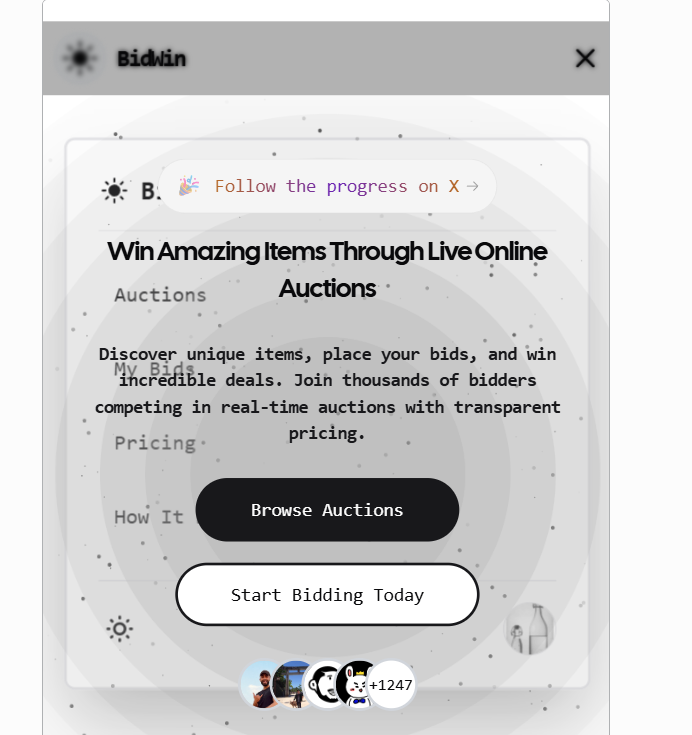 BidWin
Follow the progress on X →
Win Amazing Items Through Live Online
Auctions
Auctions
Discover unique items, place your bids, and win
My Bids
incredible deals. Join thousands of bidders
competing in real-time auctions with transparent
pricing.
Pricing
Browse Auctions
How It
Start Bidding Today
+1247